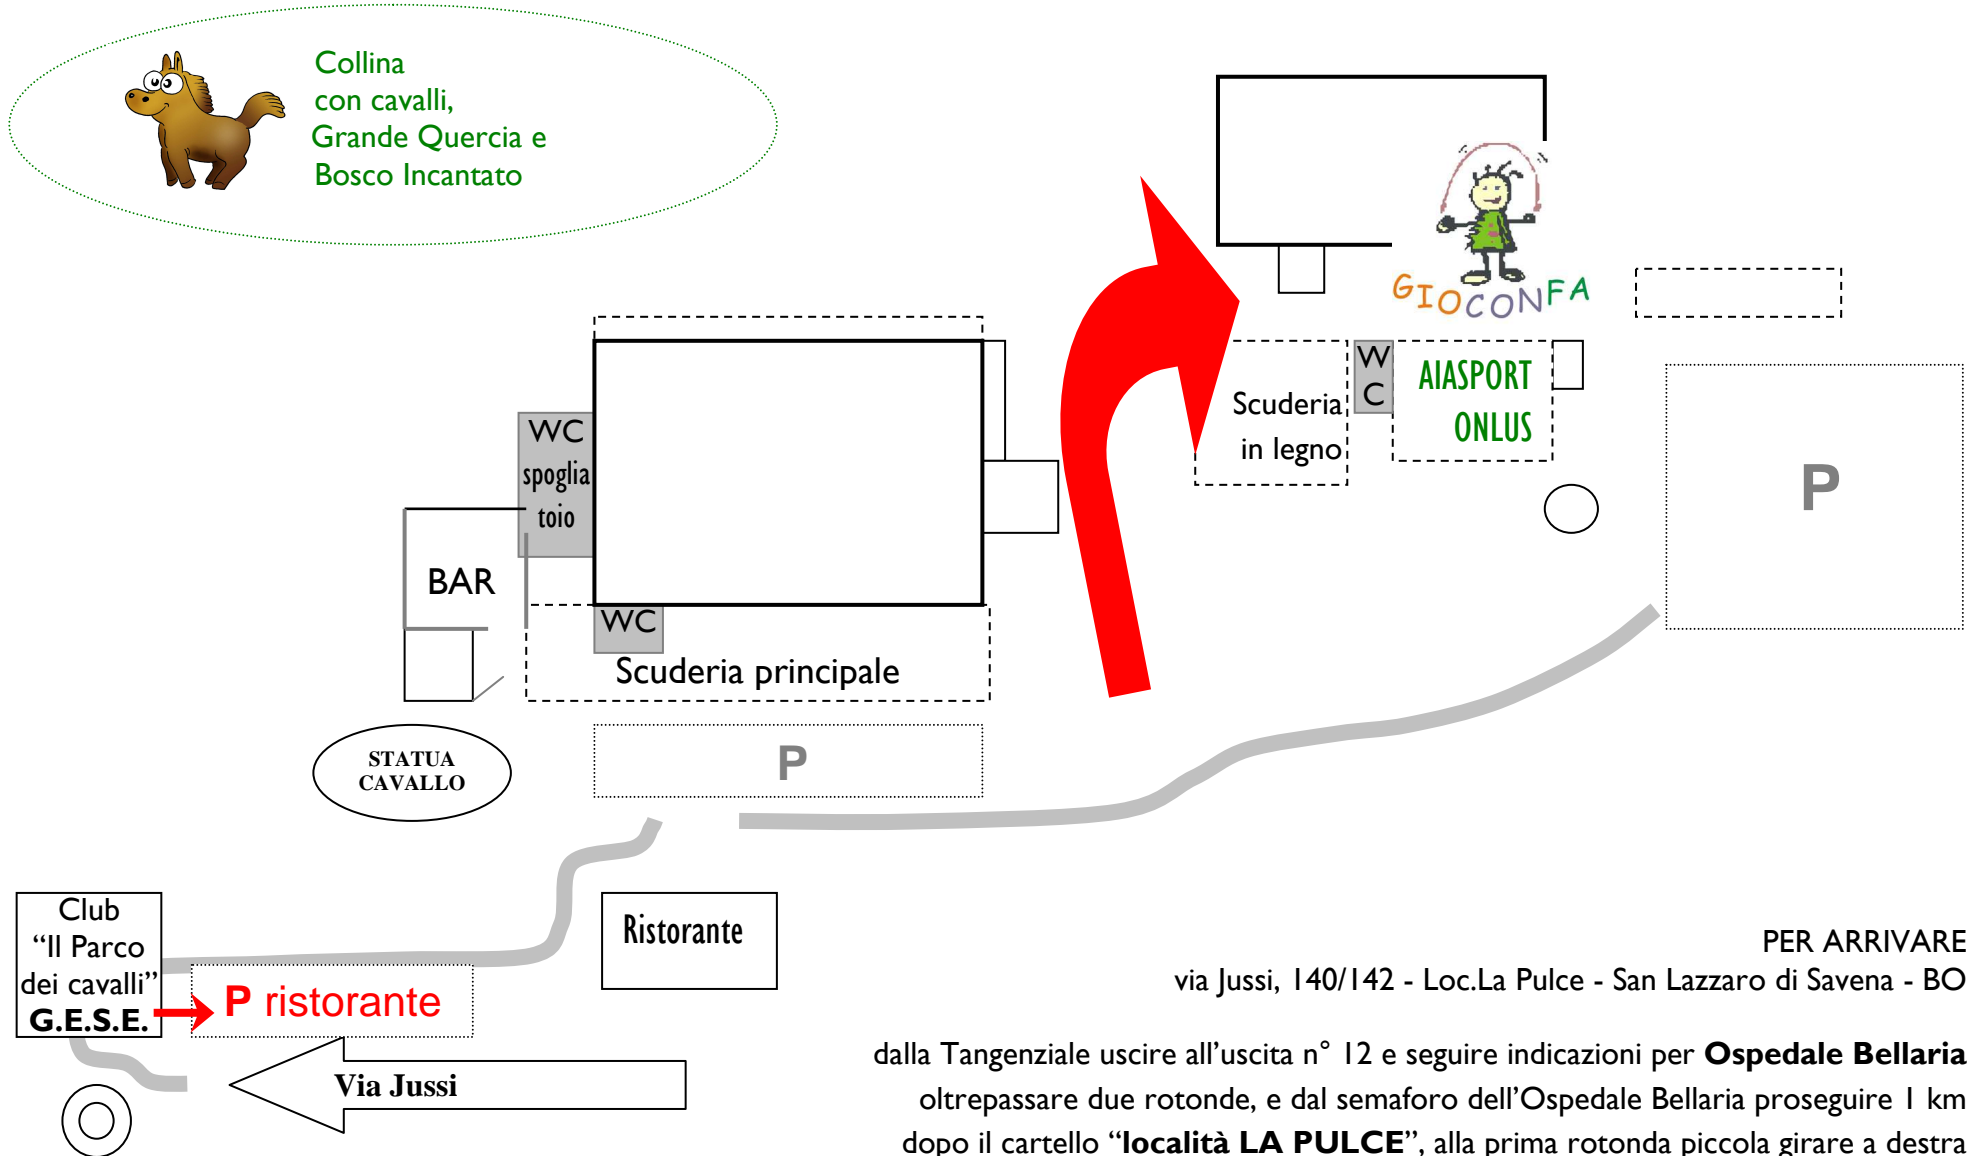 Collina
con cavalli,
Grande Quercia e
Bosco Incantato
GIOCONFA
WC
spoglia
toio
BAR
WC
Scuderia principale
Scuderia
in legno
W
C
AIASPORT
ONLUS
P
STATUA
CAVALLO
P
Club
“Il Parco
dei cavalli”
G.E.S.E.
P ristorante
Ristorante
Via Jussi
PER ARRIVARE
via Jussi, 140/142 - Loc.La Pulce - San Lazzaro di Savena - BO
dalla Tangenziale uscire all’uscita n° 12 e seguire indicazioni per Ospedale Bellaria
oltrepassare due rotonde, e dal semaforo dell’Ospedale Bellaria proseguire 1 km
dopo il cartello “località LA PULCE”, alla prima rotonda piccola girare a destra